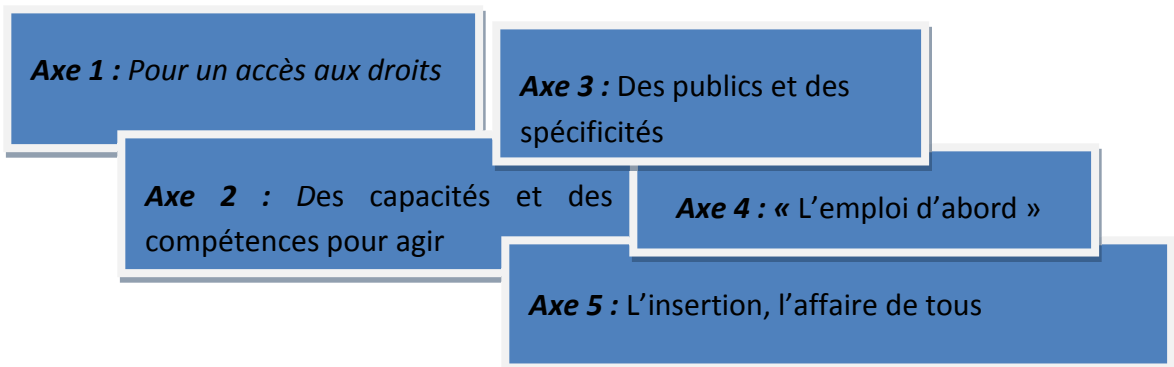 Axe 1 : Pour un accès aux droits
Axe 2 : Des capacités et des
compétences pour agir
Axe 3 : Des publics et des
spécificités
Axe 4 : « L’emploi d’abord »
Axe 5 : L’insertion, l’affaire de tous